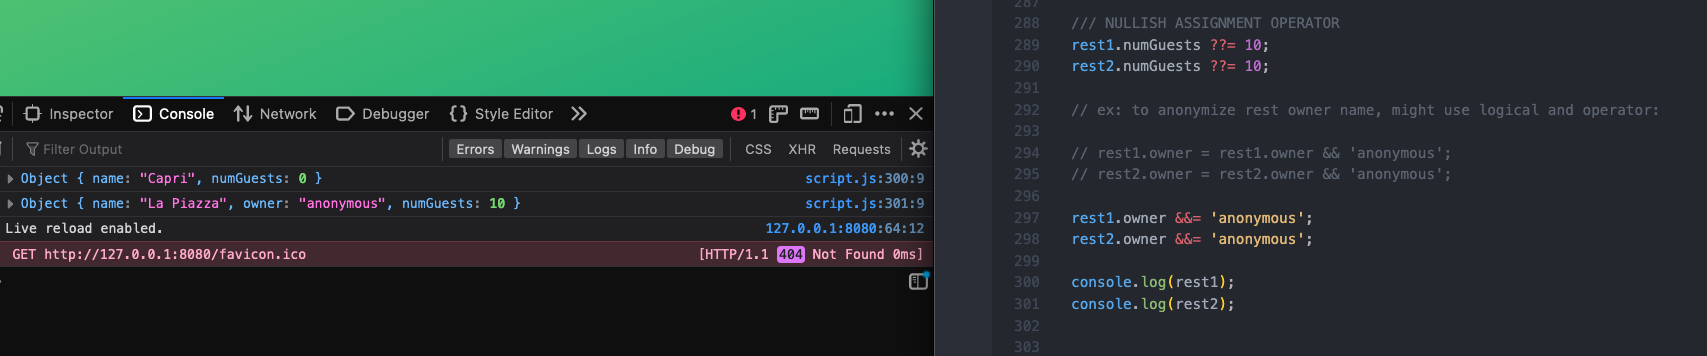 Inspector Console Network Debugger Style Editor 1
Filter Output Errors Warnings Logs Info Debug CSS XHR Requests
Object { name: "Capri", numGuests: 0 } script.js:300:9
Object { name: "La Piazza", owner: "anonymous", numGuests: 10 } script.js:301:9
Live reload enabled. 127.0.0.1:8080:64:12
GET http://127.0.0.1:8080/favicon.ico [HTTP/1.1 404 Not Found 0ms]
287
288 /// NULLISH ASSIGNMENT OPERATOR
289 rest1.numGuests ??= 10;
290 rest2.numGuests ??= 10;
291
292 // ex: to anonymize rest owner name, might use logical and operator:
293
294 // rest1.owner = rest1.owner && 'anonymous';
295 // rest2.owner = rest2.owner && 'anonymous';
296
297 rest1.owner &&= 'anonymous';
298 rest2.owner &&= 'anonymous';
299
300 console.log(rest1);
301 console.log(rest2);
302
303